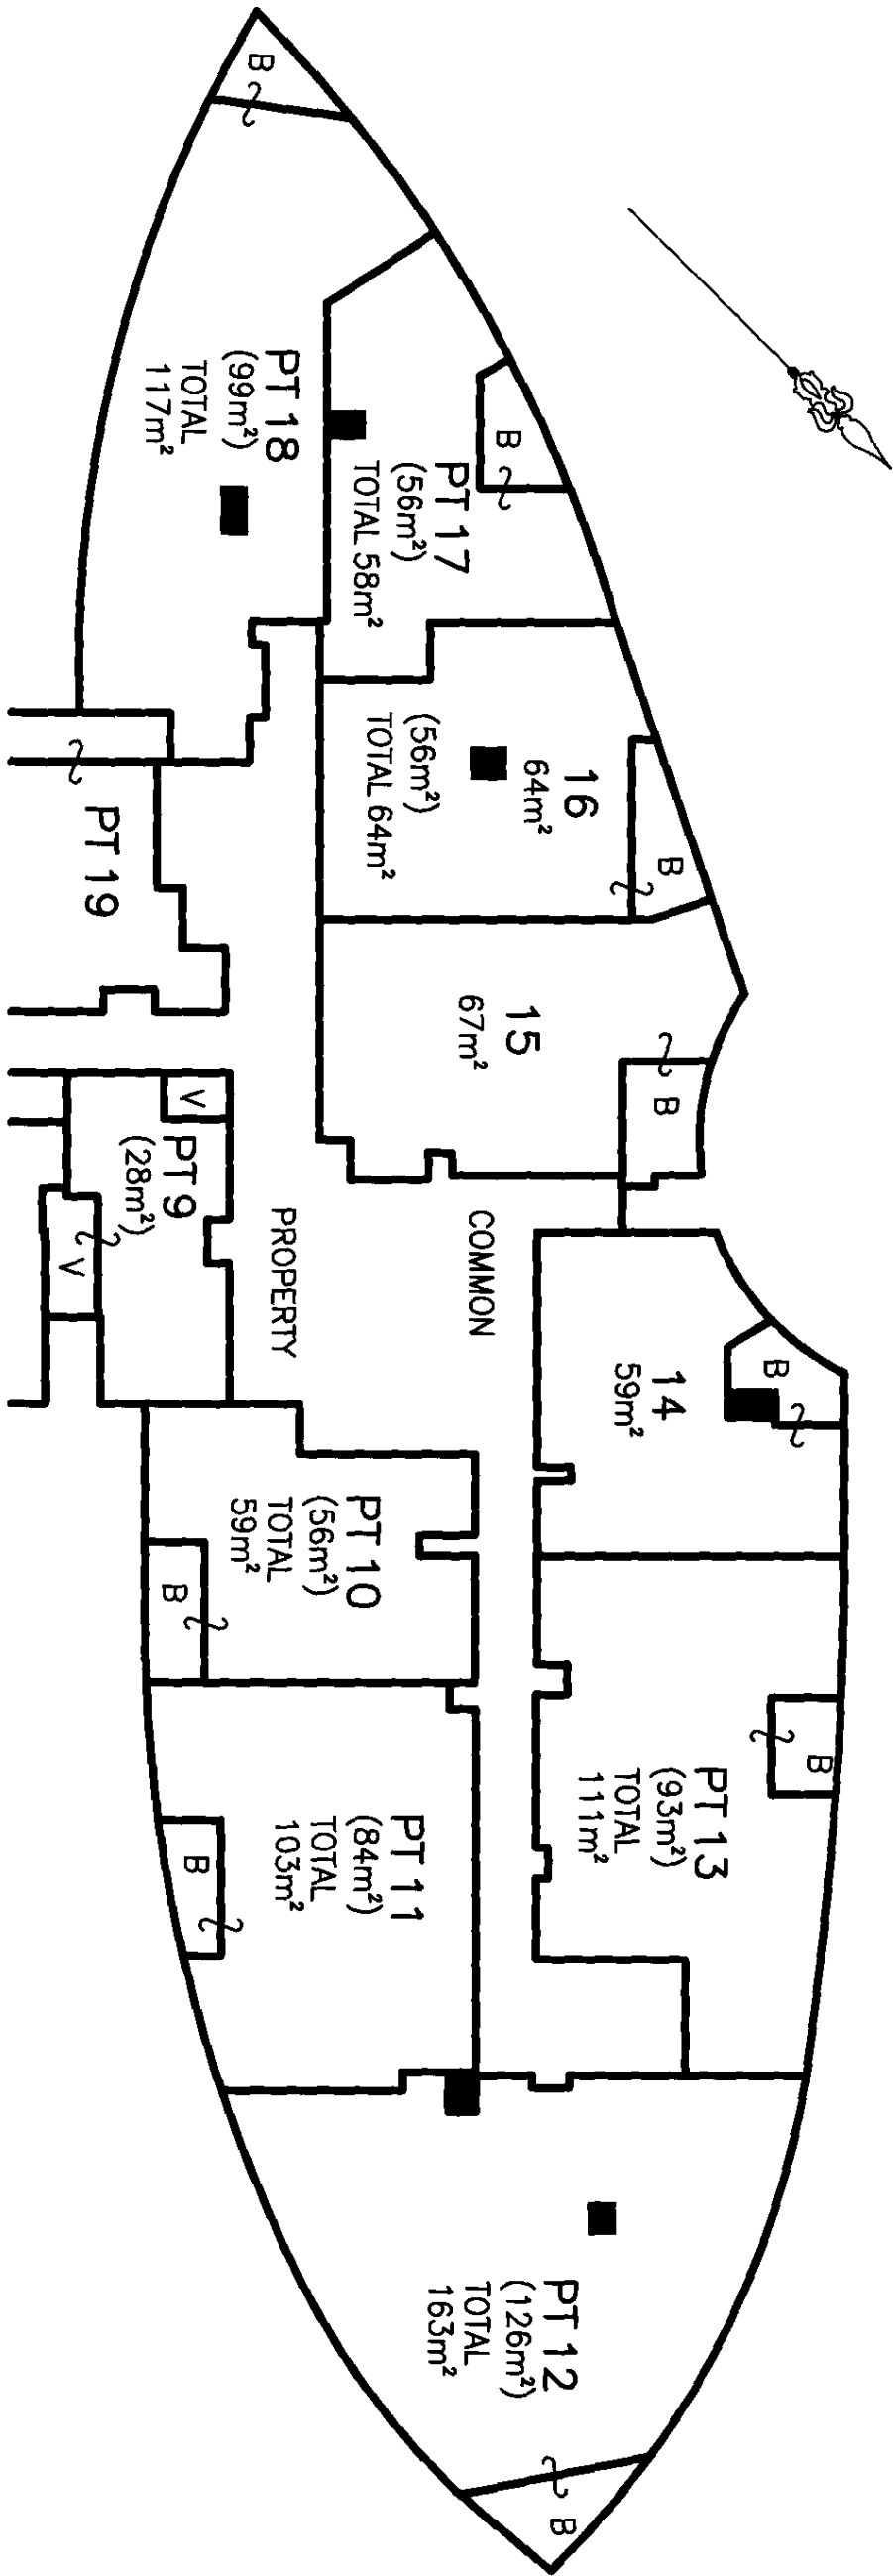 B
PT 18
(99m²)
TOTAL
117m²
B
PT 17
(56m²)
TOTAL 58m²
B
16
64m²
(56m²)
TOTAL 64m²
B
15
67m²
PT 19
V
PT 9
(28m²)
V
COMMON
PROPERTY
B
14
59m²
PT 10
(56m²)
TOTAL
59m²
B
B
PT 13
(93m²)
TOTAL
111m²
PT 11
(84m²)
TOTAL
103m²
B
PT 12
(126m²)
TOTAL
163m²
B